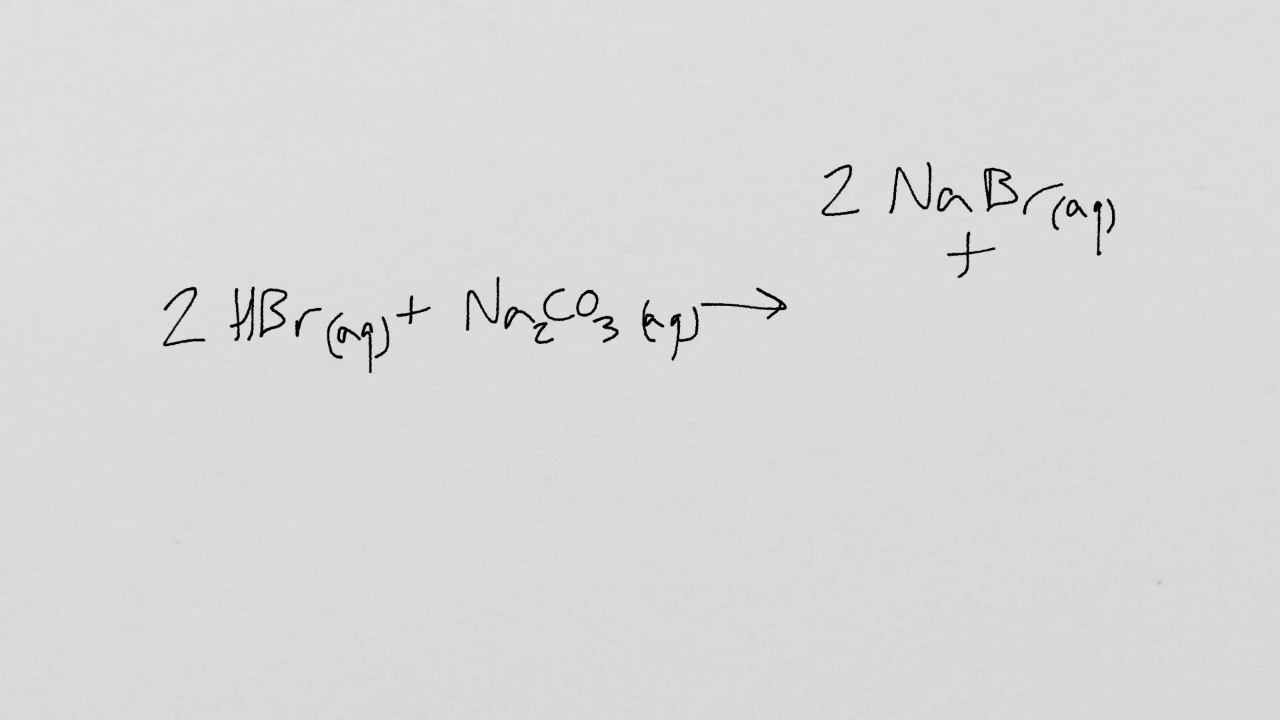 2 NaBr(aq)
+
2 HBr(aq) + Na₂CO₃ (aq) →